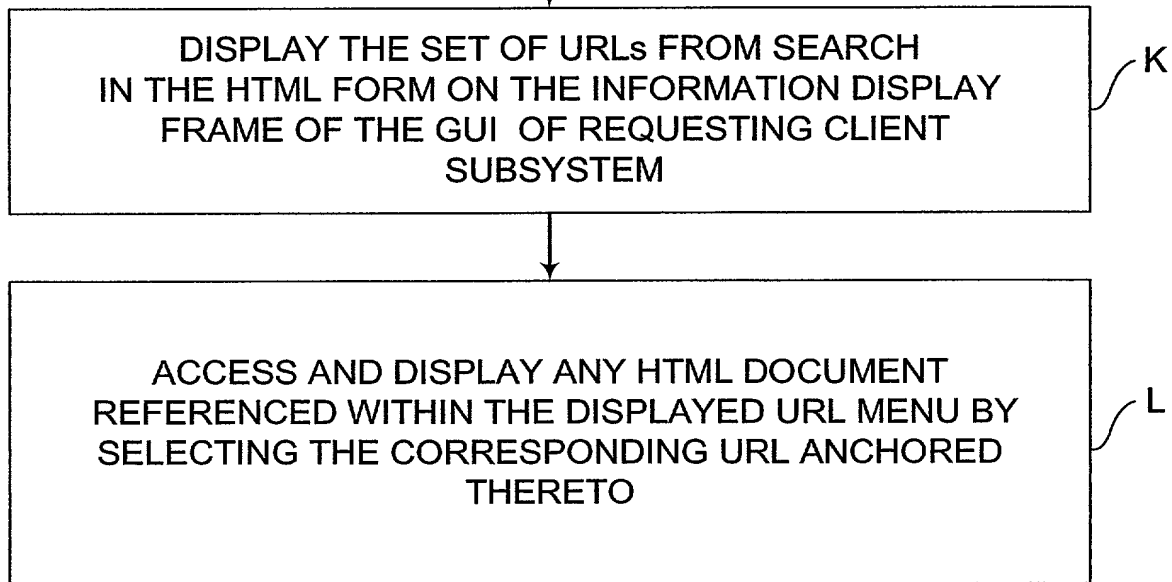 DISPLAY THE SET OF URLs FROM SEARCH
IN THE HTML FORM ON THE INFORMATION DISPLAY
FRAME OF THE GUI OF REQUESTING CLIENT
SUBSYSTEM
K
ACCESS AND DISPLAY ANY HTML DOCUMENT
REFERENCED WITHIN THE DISPLAYED URL MENU BY
SELECTING THE CORRESPONDING URL ANCHORED
THERETO
L